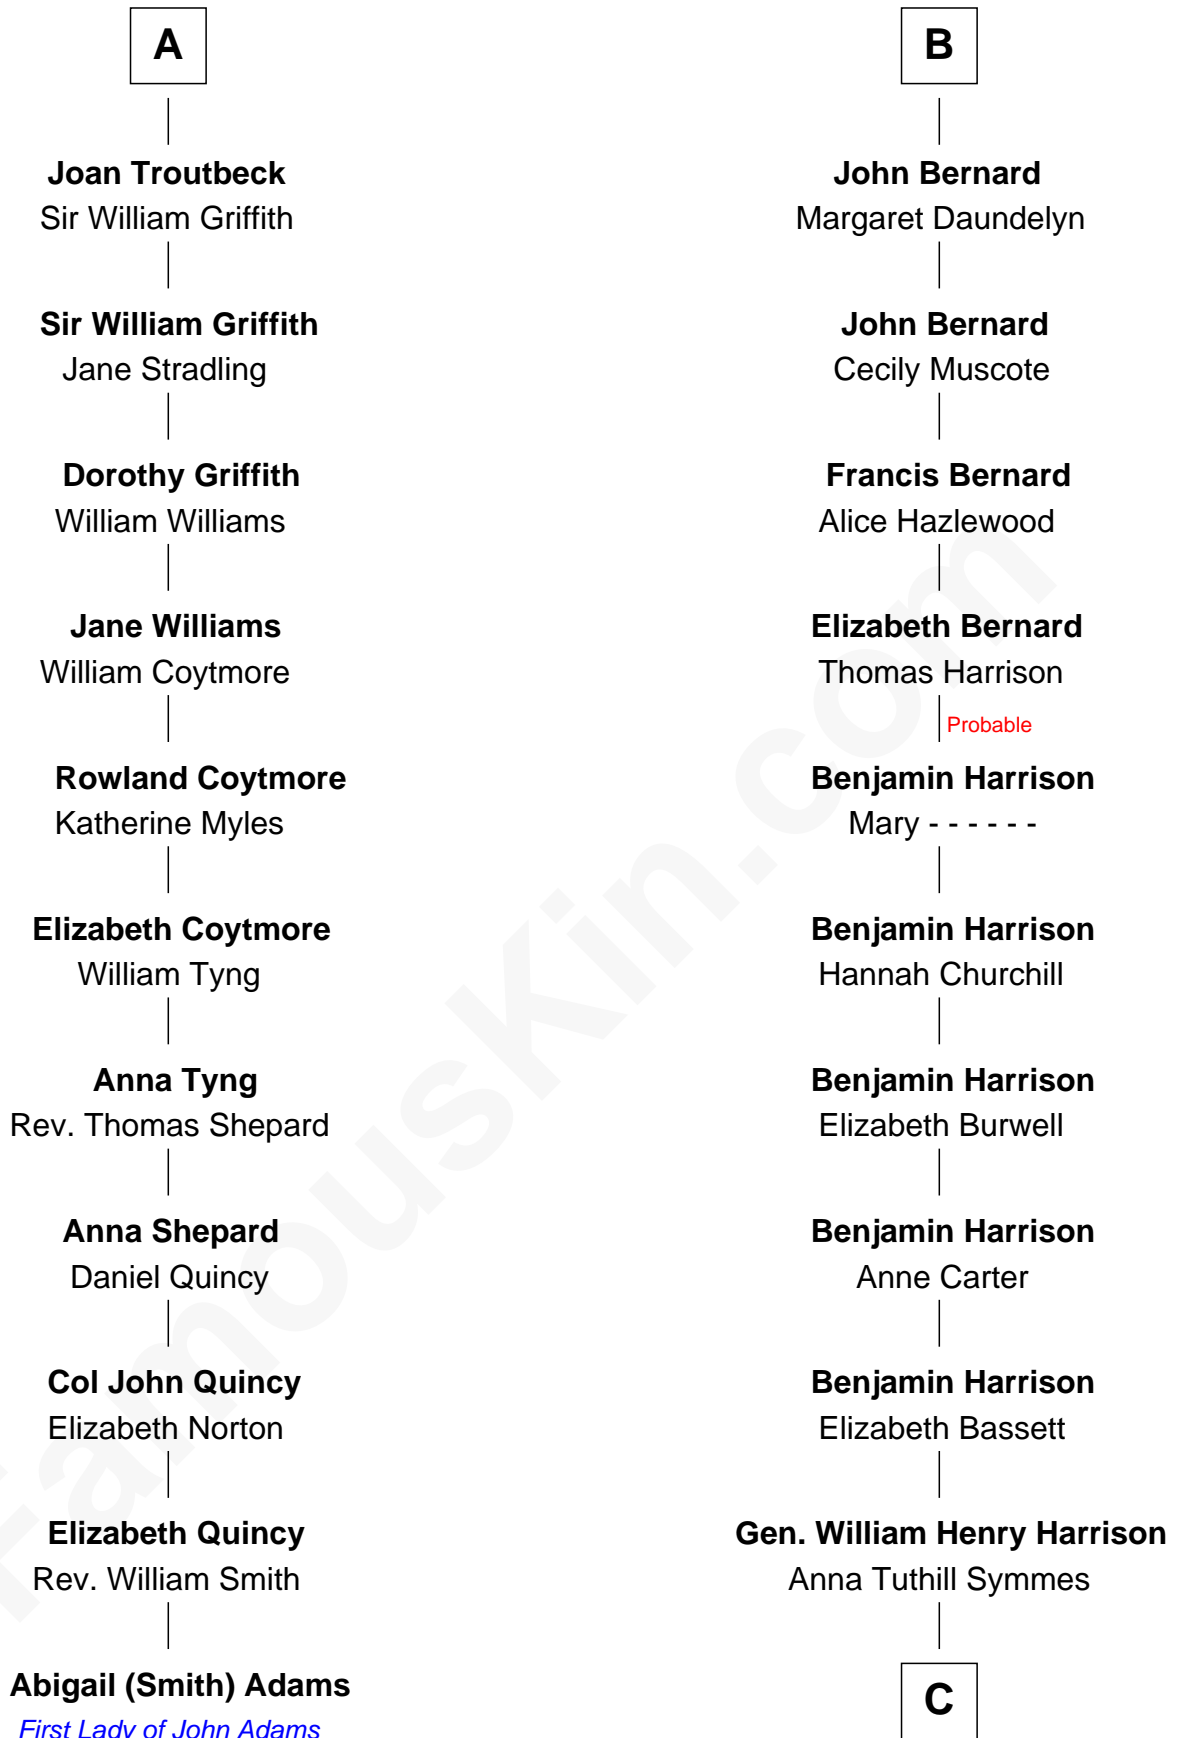 A
Joan Troutbeck
Sir William Griffith
Sir William Griffith
Jane Stradling
Dorothy Griffith
William Williams
Jane Williams
William Coytmore
Rowland Coytmore
Katherine Myles
Elizabeth Coytmore
William Tyng
Anna Tyng
Rev. Thomas Shepard
Anna Shepard
Daniel Quincy
Col John Quincy
Elizabeth Norton
Elizabeth Quincy
Rev. William Smith
Abigail (Smith) Adams
First Lady of John Adams
B
John Bernard
Margaret Daundelyn
John Bernard
Cecily Muscote
Francis Bernard
Alice Hazlewood
Elizabeth Bernard
Thomas Harrison
Probable
Benjamin Harrison
Mary - - - - - -
Benjamin Harrison
Hannah Churchill
Benjamin Harrison
Elizabeth Burwell
Benjamin Harrison
Anne Carter
Benjamin Harrison
Elizabeth Bassett
Gen. William Henry Harrison
Anna Tuthill Symmes
C
FamousKin.com